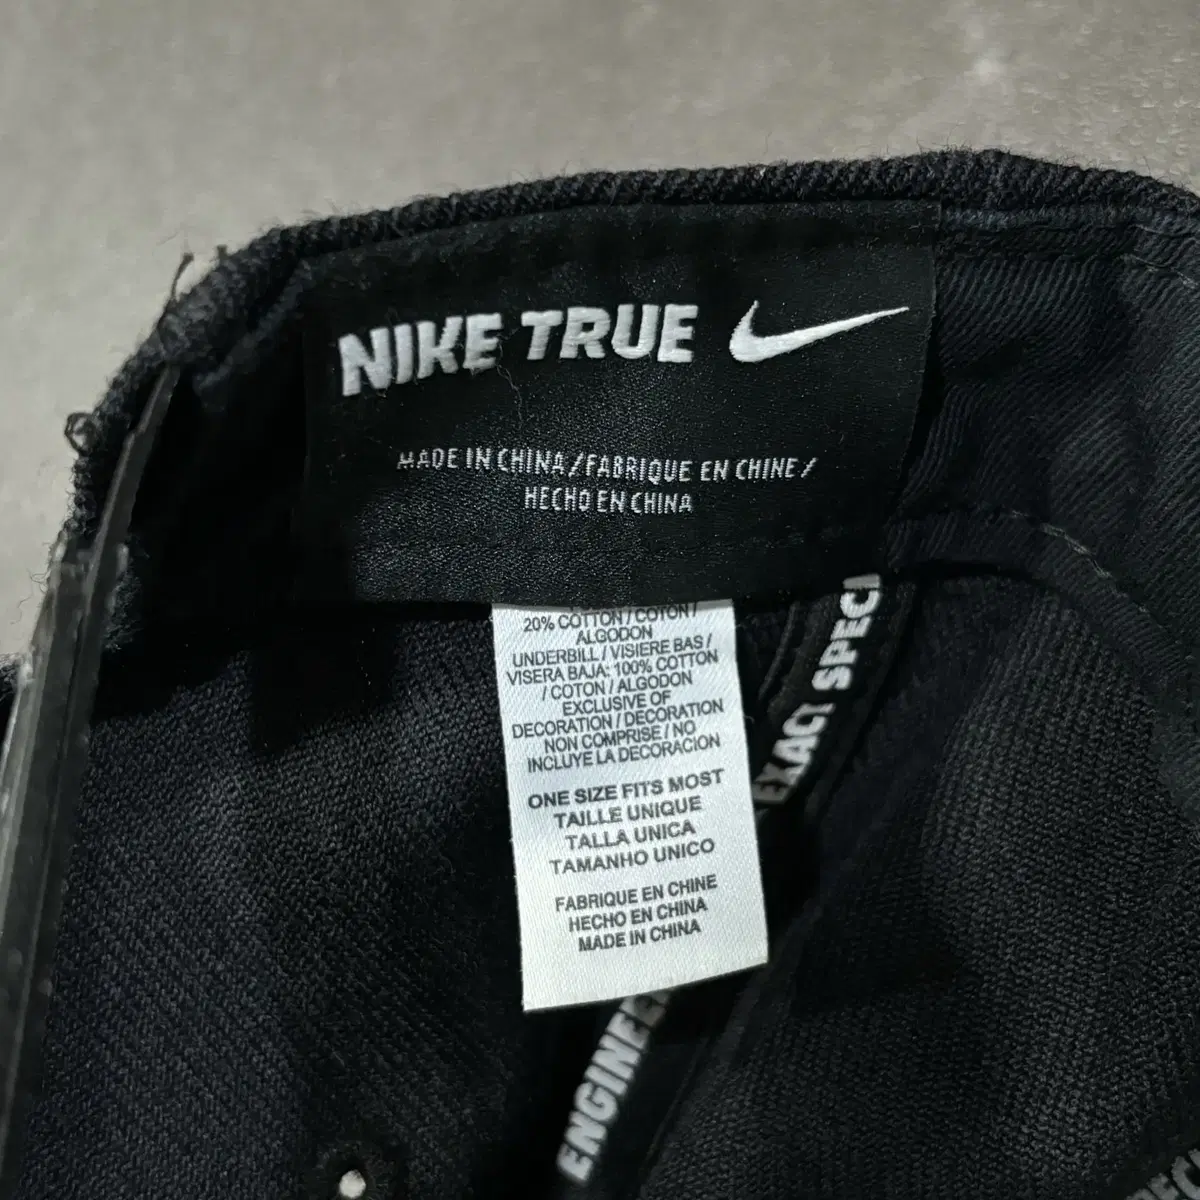 NIKE TRUE
MADE IN CHINA / FABRIQUE EN CHINE /
HECHO EN CHINA
20% COTTON / COTON /
ALGODON
UNDERBILL / VISIERE BAS /
VISERA BAJA: 100% COTTON
/ COTON / ALGODON
EXCLUSIVE OF
DECORATION / DECORATION
NON COMPRISE / NO
INCLUYE LA DECORACION
ONE SIZE FITS MOST
TAILLE UNIQUE
TALLA UNICA
TAMANHO UNICO
FABRIQUE EN CHINE
HECHO EN CHINA
MADE IN CHINA
EXACT SPECI
ENGINEE